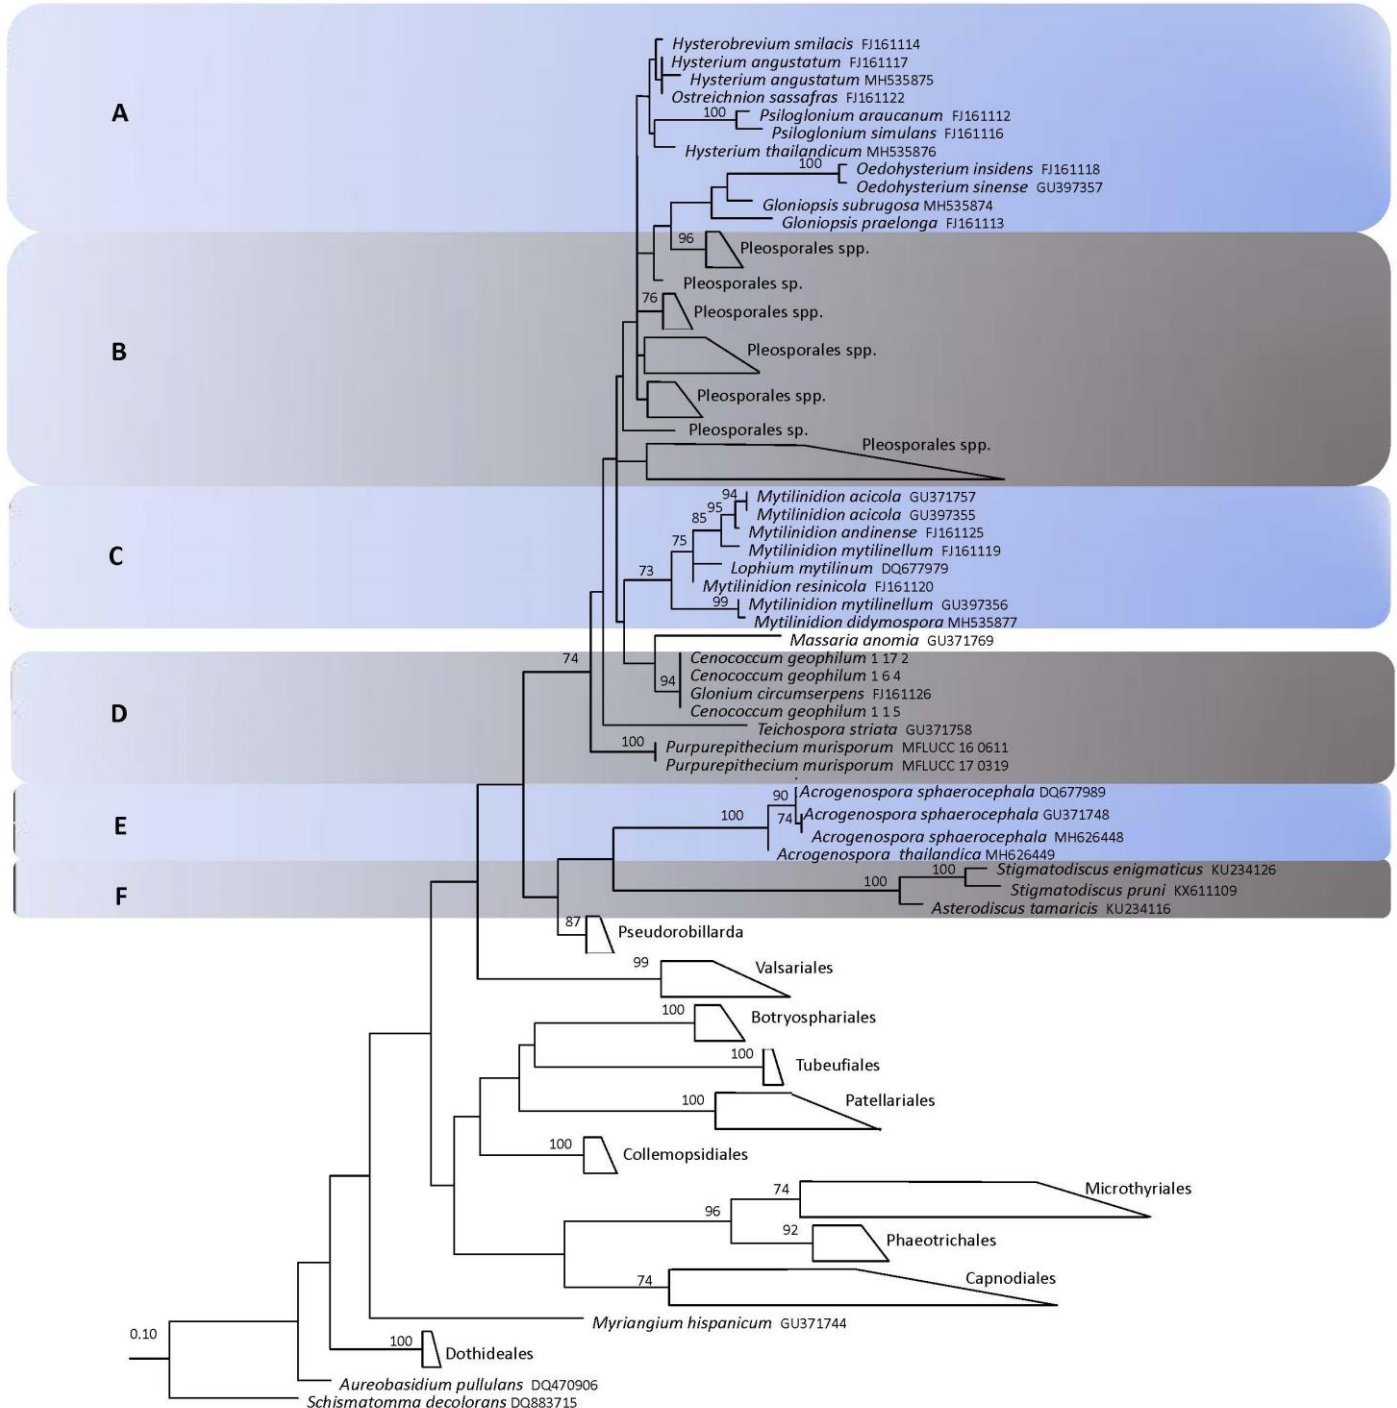 A
Hysterobrevium smilacis FJ161114
Hysterium angustatum FJ161117
Hysterium angustatum MH535875
Ostreichnion sassafras FJ161122
100
Psiloglonium araucanum FJ161112
Psiloglonium simulans FJ161116
Hysterium thailandicum MH535876
100
Oedohysterium insidens FJ161118
Oedohysterium sinense GU397357
Gloniopsis subrugosa MH535874
Gloniopsis praelonga FJ161113
B
96
Pleosporales spp.
Pleosporales sp.
76
Pleosporales spp.
Pleosporales spp.
Pleosporales spp.
Pleosporales sp.
Pleosporales spp.
C
94
Mytilinidion acicola GU371757
95
Mytilinidion acicola GU397355
85
Mytilinidion andinense FJ161125
75
Mytilinidion mytilinellum FJ161119
73
Lophium mytilinum DQ677979
Mytilinidion resinicola FJ161120
99
Mytilinidion mytilinellum GU397356
Mytilinidion didymospora MH535877
Massaria anomia GU371769
D
74
Cenococcum geophilum 1 17 2
Cenococcum geophilum 1 6 4
94
Glonium circumserpens FJ161126
Cenococcum geophilum 1 1 5
Teichospora striata GU371758
100
Purpurepithecium murisporum MFLUCC 16 0611
Purpurepithecium murisporum MFLUCC 17 0319
E
90
Acrogenospora sphaerocephala DQ677989
100
74
Acrogenospora sphaerocephala GU371748
Acrogenospora sphaerocephala MH626448
Acrogenospora thailandica MH626449
F
100
Stigmatodiscus enigmaticus KU234126
100
Stigmatodiscus pruni KX611109
Asterodiscus tamaricis KU234116
87
Pseudorobillarda
99
Valsariales
100
Botryosphariales
100
Tubeufiales
100
Patellariales
100
Collemopsidiales
74
Microthyriales
96
92
Phaeotrichales
74
Capnodiales
Myriangium hispanicum GU371744
0.10
100
Dothideales
Aureobasidium pullulans DQ470906
Schismatomma decolorans DQ883715